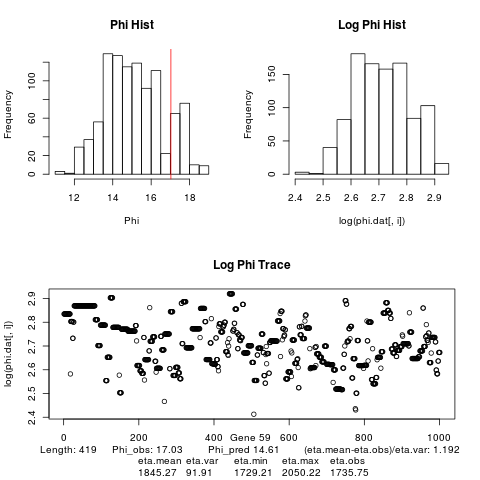 Phi Hist
Log Phi Hist
Frequency
0
20
60
100
12
14
16
18
Phi
Frequency
0
50
100
150
2.4
2.5
2.6
2.7
2.8
2.9
log(phi.dat[, i])
Log Phi Trace
log(phi.dat[, i])
2.4
2.5
2.6
2.7
2.8
2.9
0
200
400
600
800
1000
Gene 59
Length: 419 Phi_obs: 17.03 Phi_pred 14.61 (eta.mean-eta.obs)/eta.var: 1.192
eta.mean eta.var eta.min eta.max eta.obs
1845.27 91.91 1729.21 2050.22 1735.75